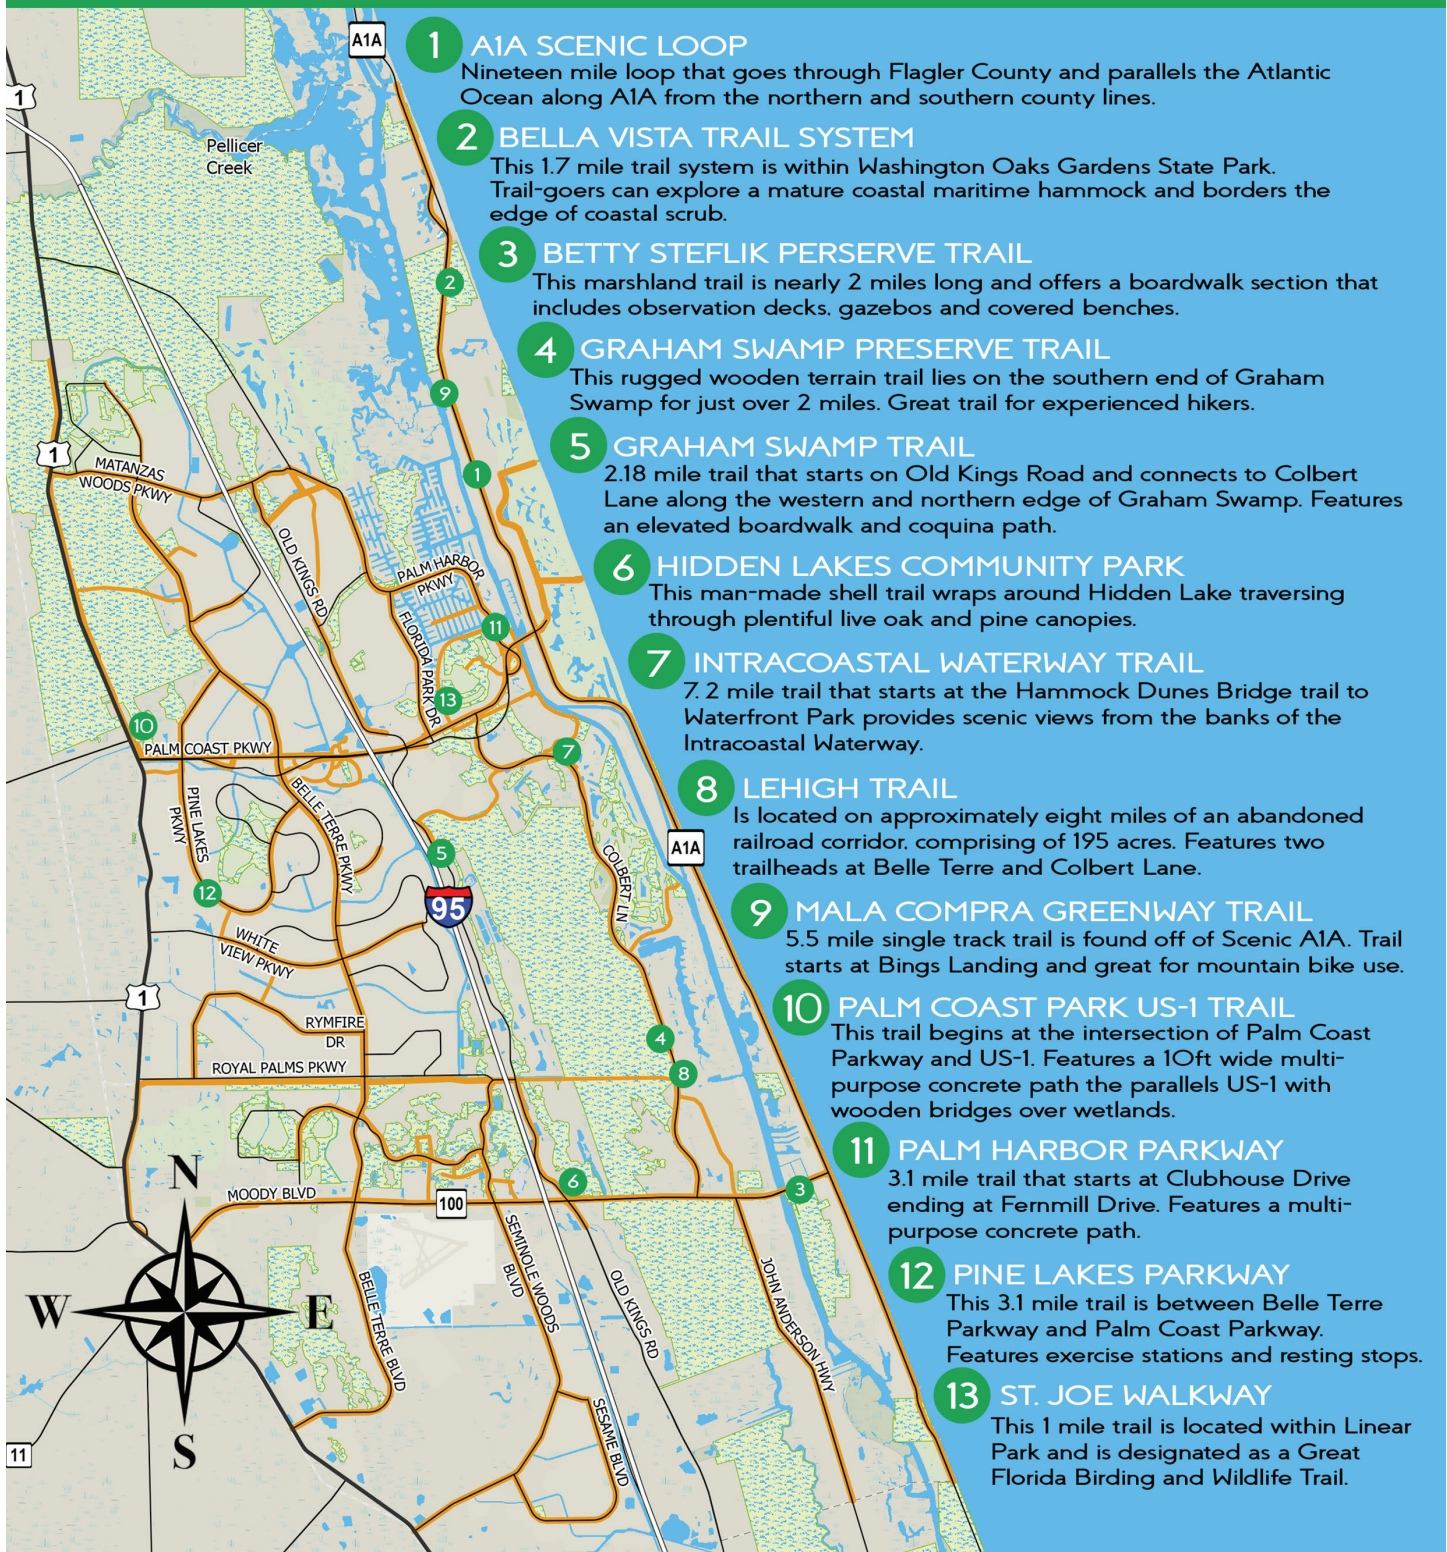 1 A1A SCENIC LOOP
Nineteen mile loop that goes through Flagler County and parallels the Atlantic
Ocean along A1A from the northern and southern county lines.
2 BELLA VISTA TRAIL SYSTEM
This 1.7 mile trail system is within Washington Oaks Gardens State Park.
Trail-goers can explore a mature coastal maritime hammock and borders the
edge of coastal scrub.
3 BETTY STEFLIK PERSERVE TRAIL
This marshland trail is nearly 2 miles long and offers a boardwalk section that
includes observation decks, gazebos and covered benches.
4 GRAHAM SWAMP PRESERVE TRAIL
This rugged wooden terrain trail lies on the southern end of Graham
Swamp for just over 2 miles. Great trail for experienced hikers.
5 GRAHAM SWAMP TRAIL
2.18 mile trail that starts on Old Kings Road and connects to Colbert
Lane along the western and northern edge of Graham Swamp. Features
an elevated boardwalk and coquina path.
6 HIDDEN LAKES COMMUNITY PARK
This man-made shell trail wraps around Hidden Lake traversing
through plentiful live oak and pine canopies.
7 INTRACOASTAL WATERWAY TRAIL
7. 2 mile trail that starts at the Hammock Dunes Bridge trail to
Waterfront Park provides scenic views from the banks of the
Intracoastal Waterway.
8 LEHIGH TRAIL
Is located on approximately eight miles of an abandoned
railroad corridor, comprising of 195 acres. Features two
trailheads at Belle Terre and Colbert Lane.
9 MALA COMPRA GREENWAY TRAIL
5.5 mile single track trail is found off of Scenic A1A. Trail
starts at Bings Landing and great for mountain bike use.
10 PALM COAST PARK US-1 TRAIL
This trail begins at the intersection of Palm Coast
Parkway and US-1. Features a 10ft wide multi-
purpose concrete path the parallels US-1 with
wooden bridges over wetlands.
11 PALM HARBOR PARKWAY
3.1 mile trail that starts at Clubhouse Drive
ending at Fernmill Drive. Features a multi-
purpose concrete path.
12 PINE LAKES PARKWAY
This 3.1 mile trail is between Belle Terre
Parkway and Palm Coast Parkway.
Features exercise stations and resting stops.
13 ST. JOE WALKWAY
This 1 mile trail is located within Linear
Park and is designated as a Great
Florida Birding and Wildlife Trail.
A1A
1
Pellicer
Creek
2
9
1
1
MATANZAS
WOODS PKWY
OLD KINGS RD
PALM HARBOR
PKWY
FLORIDA PARK DR
11
13
10
PALM COAST PKWY
7
PINE LAKES
PKWY
BELLE TERRE PKWY
5
COLBERT LN
A1A
12
95
WHITE
VIEW PKWY
1
RYMFIRE
DR
4
ROYAL PALMS PKWY
8
N
6
3
MOODY BLVD
100
SEMINOLE WOODS
BLVD
OLD KINGS RD
JOHN ANDERSON HWY
W
E
BELLE TERRE BLVD
SESAME BLVD
S
11